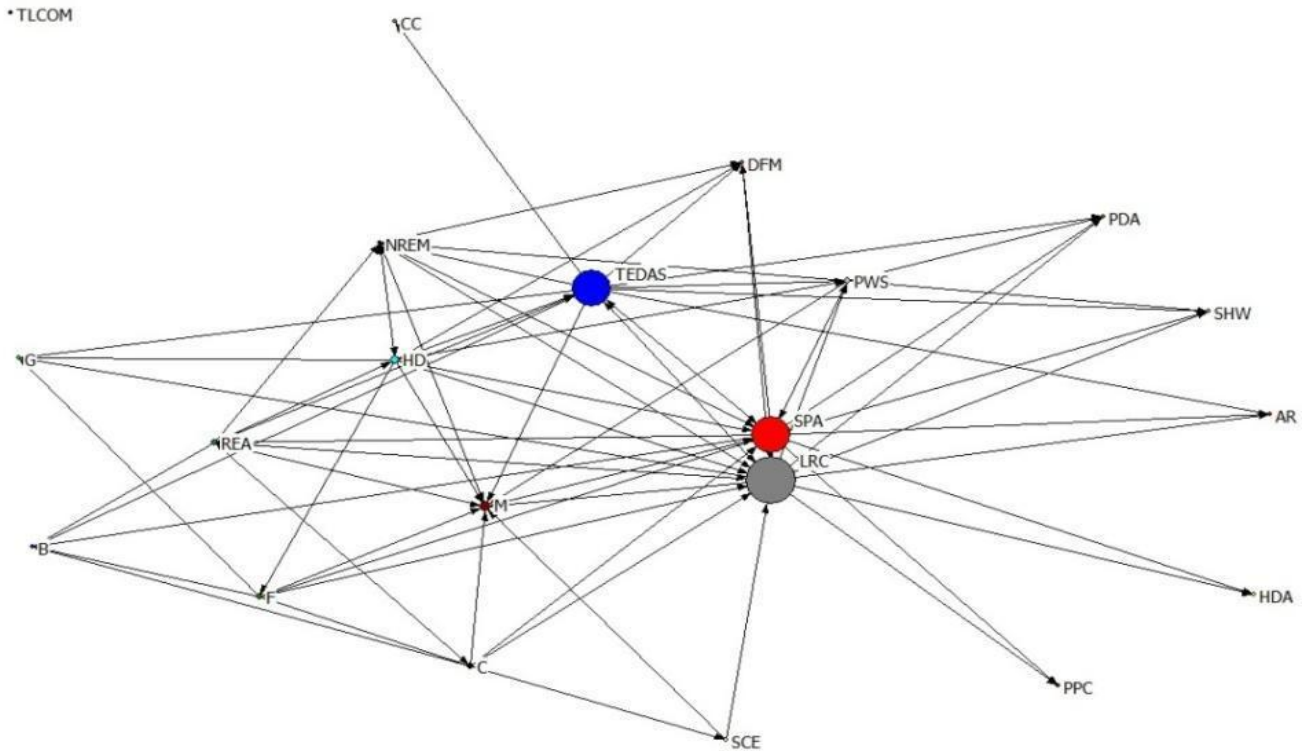 TLCOM
CC
DFM
PDA
NREM
TEDAS
PWS
SHW
G
HD
AR
SPA
REA
LRC
M
B
F
HDA
C
PPC
SCE